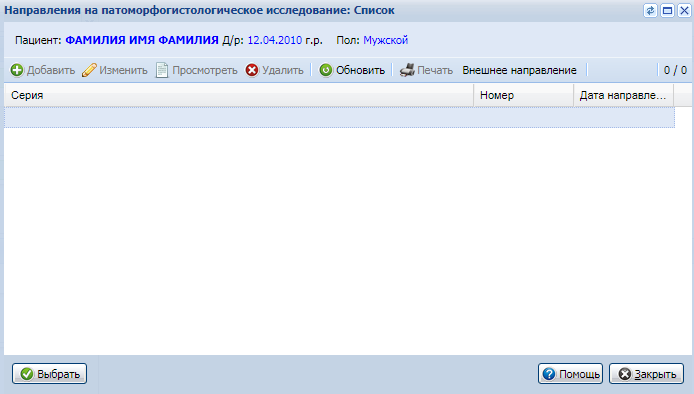 Направления на патоморфогистологическое исследование: Список
Пациент: ФАМИЛИЯ ИМЯ ФАМИЛИЯ Д/р: 12.04.2010 г.р. Пол: Мужской
Добавить Изменить Просмотреть Удалить Обновить Печать Внешнее направление 0 / 0
Серия Номер Дата направле...
Выбрать Помощь Закрыть